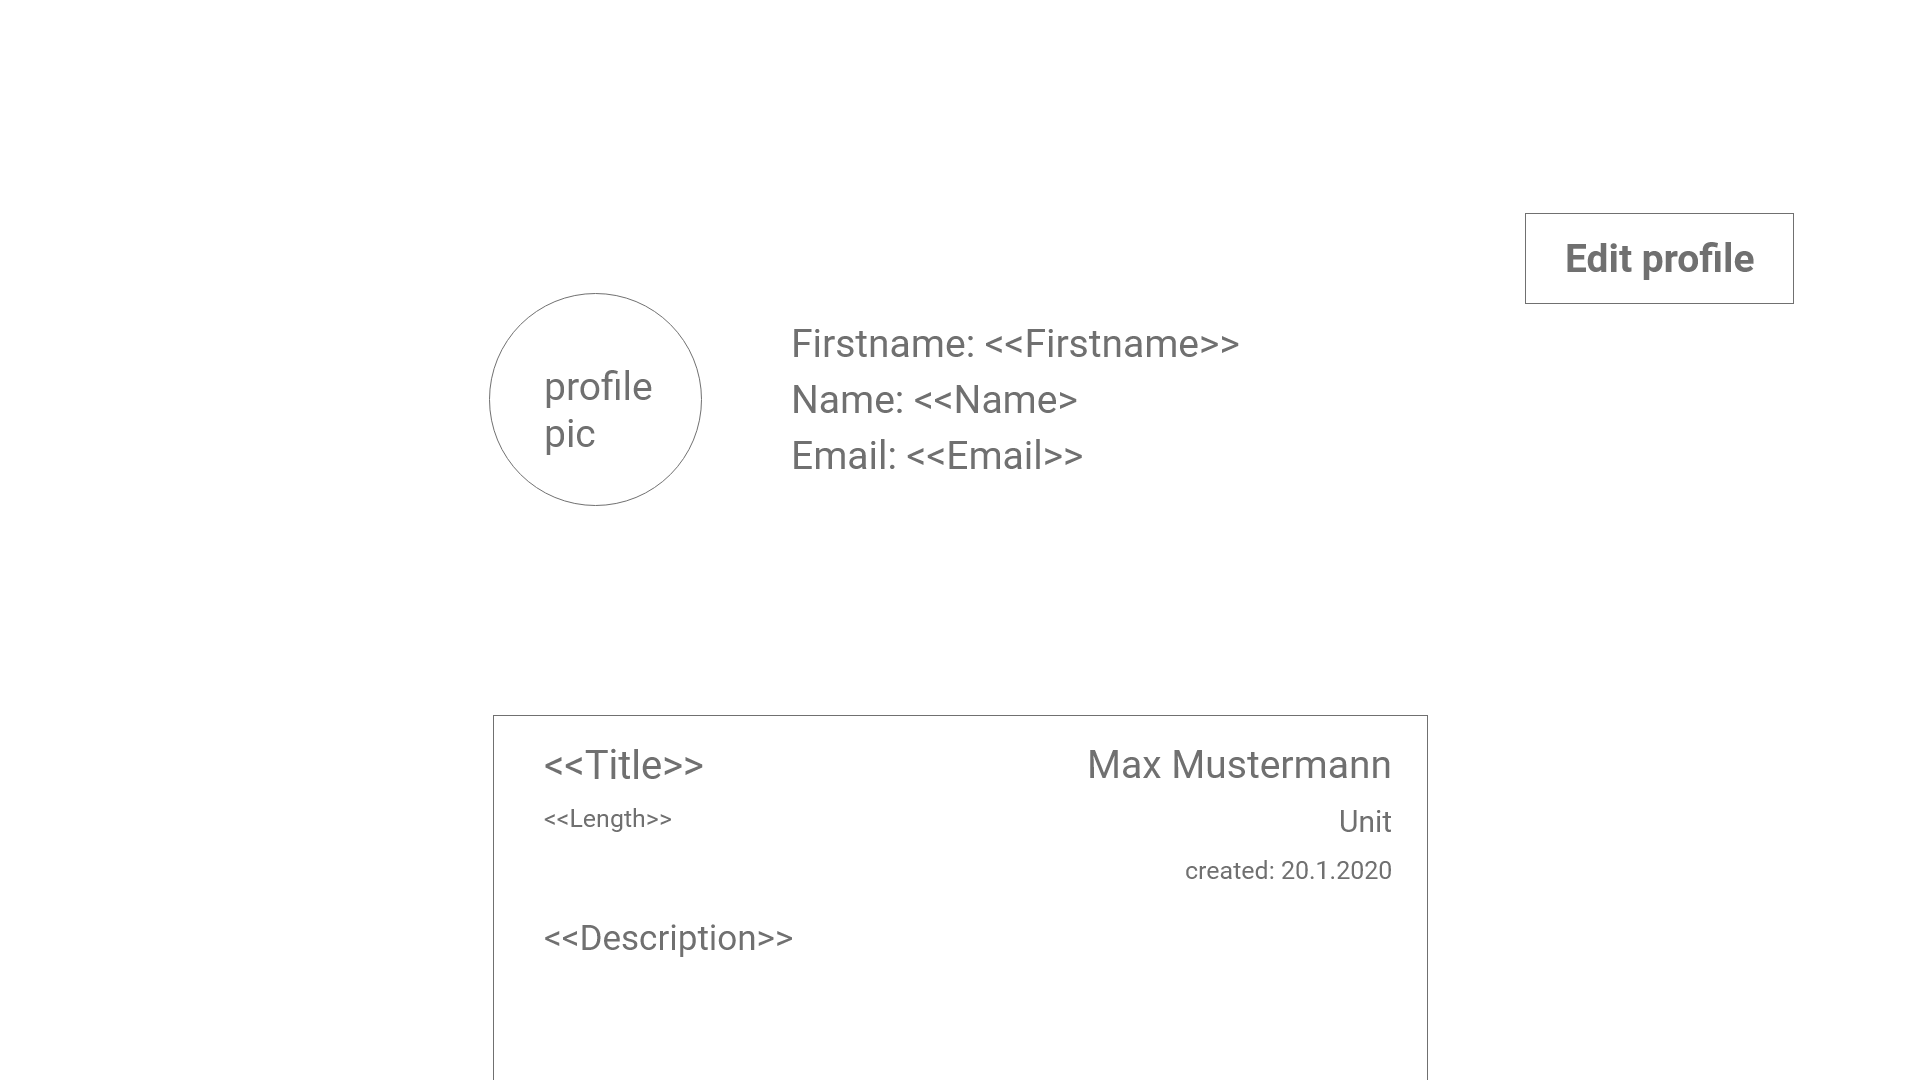 Edit profile
profile
pic
Firstname: <<Firstname>>
Name: <<Name>
Email: <<Email>>
<<Title>>
Max Mustermann
<<Length>>
Unit
created: 20.1.2020
<<Description>>